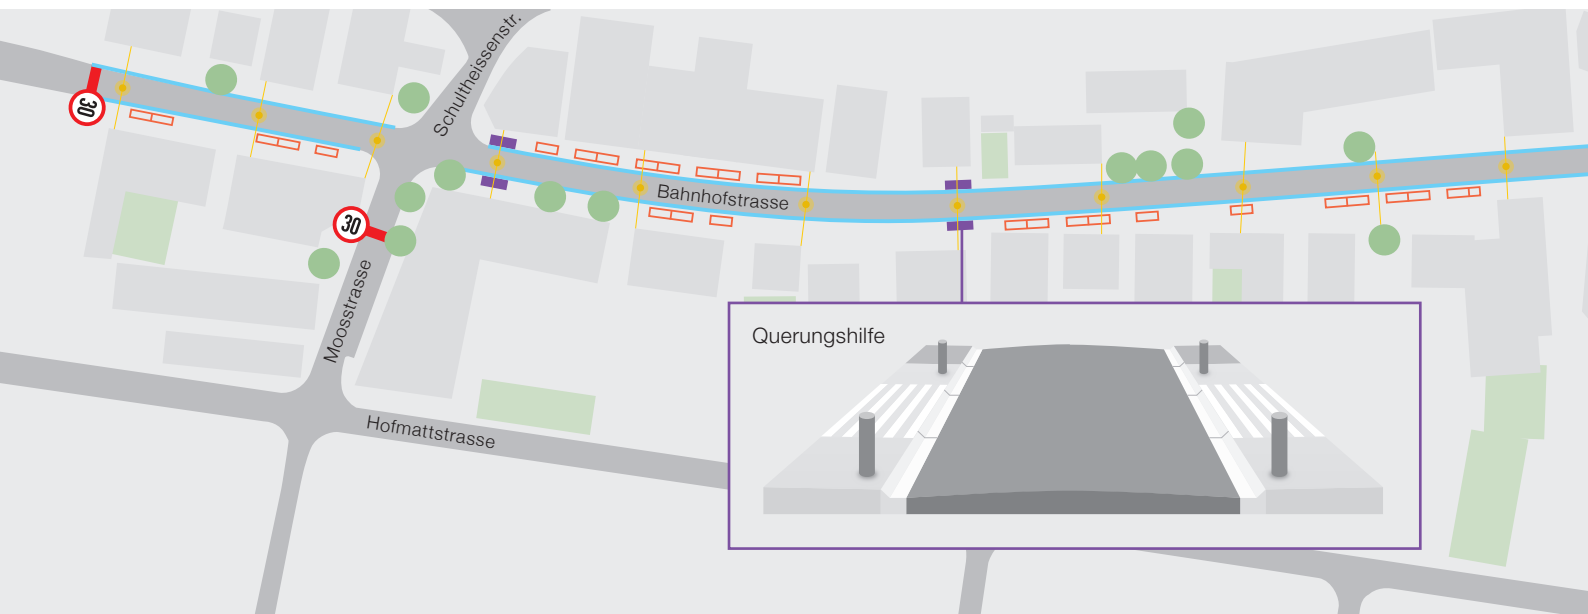 Schultheissenstr.
30
Bahnhofstrasse
30
Moosstrasse
Querungshilfe
Hofmattstrasse